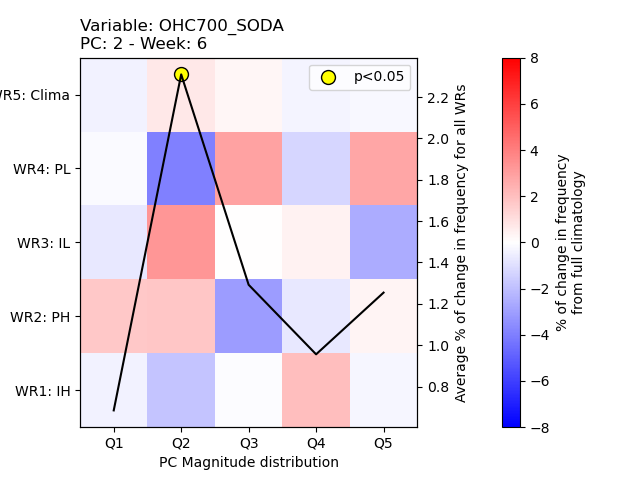 Variable: OHC700_SODA
PC: 2 - Week: 6
p<0.05
WR5: Clima
WR4: PL
WR3: IL
WR2: PH
WR1: IH
Q1 Q2 Q3 Q4 Q5
PC Magnitude distribution
2.2
2.0
1.8
1.6
1.4
1.2
1.0
0.8
Average % of change in frequency for all WRs
8
6
4
2
0
−2
−4
−6
−8
% of change in frequency
from full climatology